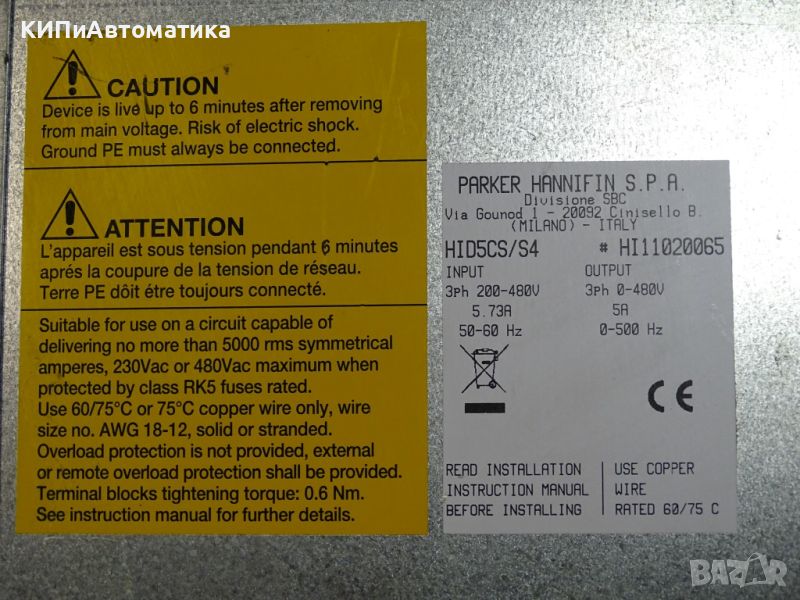 КИПиАвтоматика
CAUTION
Device is live up to 6 minutes after removing
from main voltage. Risk of electric shock.
Ground PE must always be connected.
ATTENTION
L'appareil est sous tension pendant 6 minutes
aprés la coupure de la tension de réseau.
Terre PE dôit éte toujours connecté.
Suitable for use on a circuit capable of
delivering no more than 5000 rms symmetrical
amperes, 230Vac or 480Vac maximum when
protected by class RK5 fuses rated.
Use 60/75°C or 75°C copper wire only, wire
size no. AWG 18-12, solid or stranded.
Overload protection is not provided, external
or remote overload protection shall be provided.
Terminal blocks tightening torque: 0.6 Nm.
See instruction manual for further details.
PARKER HANNIFIN S.P.A.
Divisione SBC
Via Gounod 1 - 20092 Cinisello B.
(MILANO) - ITALY
HID5CS/S4 # HI11020065
INPUT OUTPUT
3Ph 200-480V 3Ph 0-480V
5.73A 5A
50-60 Hz 0-500 Hz
CE
READ INSTALLATION
INSTRUCTION MANUAL
BEFORE INSTALLING
USE COPPER
WIRE
RATED 60/75 C
BAZAR